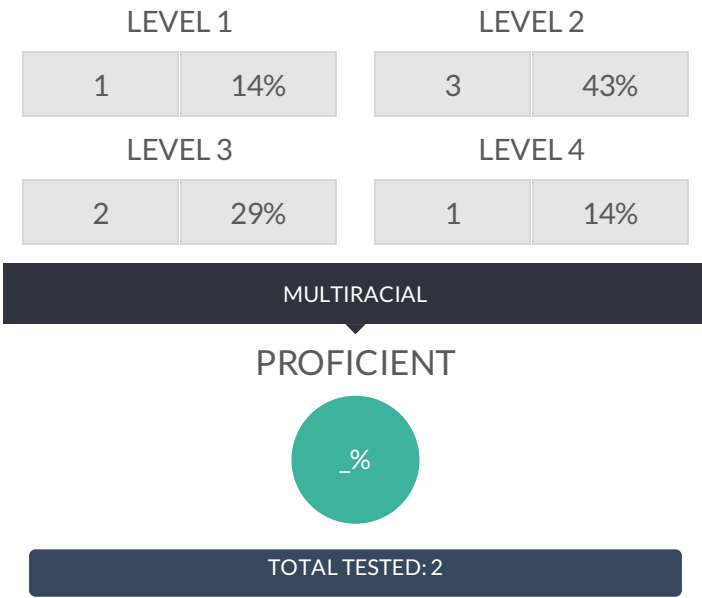 LEVEL 1 LEVEL 2
1 14% 3 43%
LEVEL 3 LEVEL 4
2 29% 1 14%
MULTIRACIAL
PROFICIENT
_%
TOTAL TESTED: 2